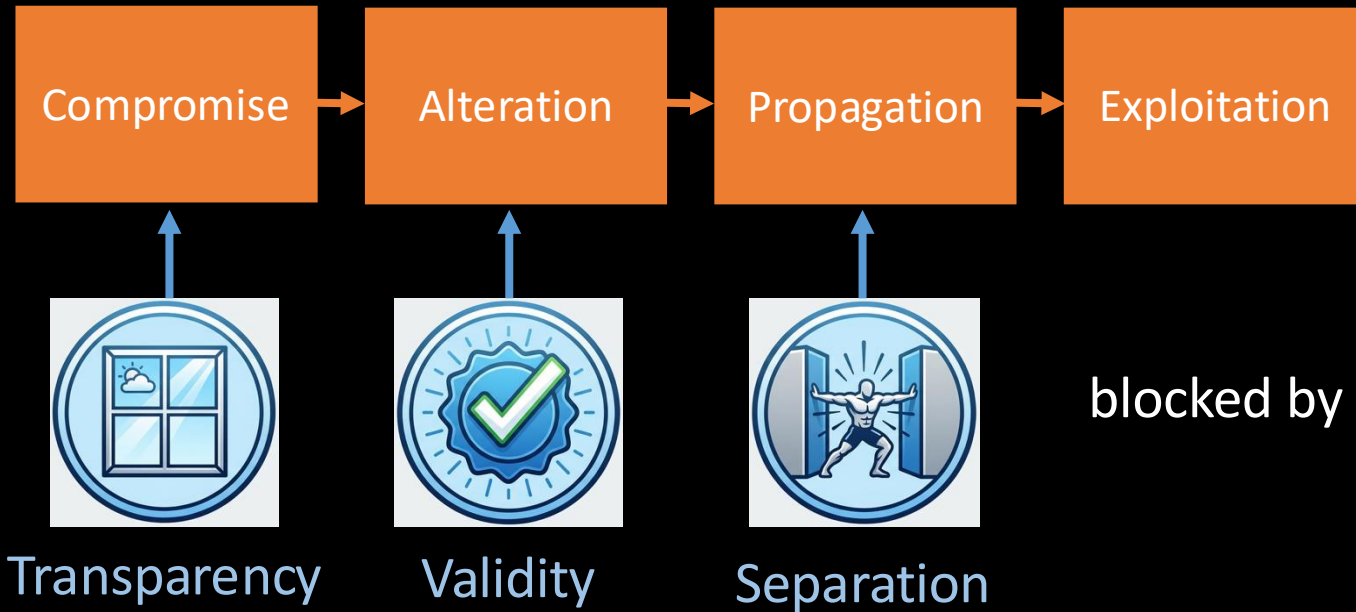 Compromise
Alteration
Propagation
Exploitation
blocked by
Transparency
Validity
Separation